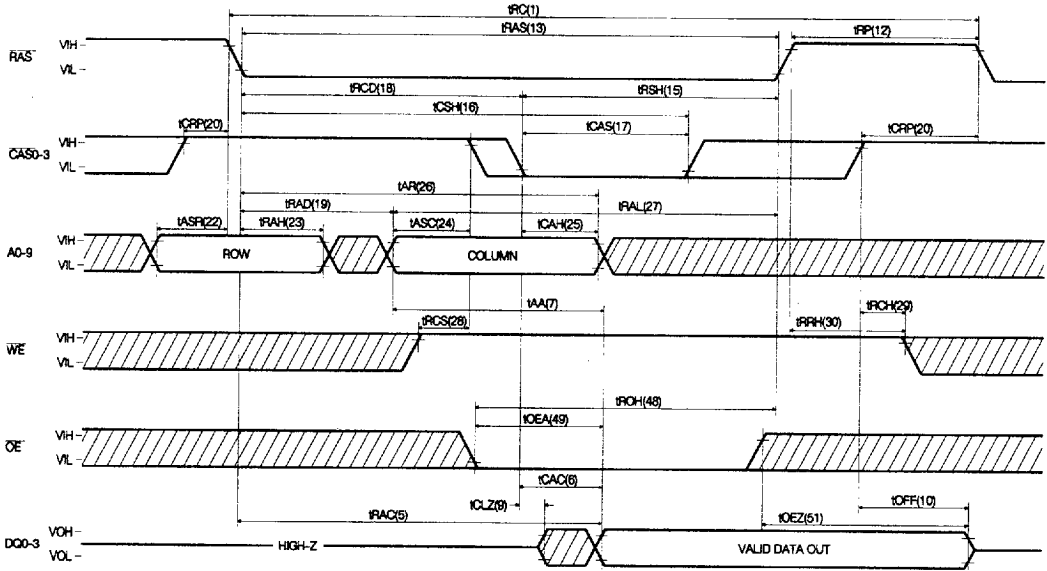 tRC(1)
tRAS(13)
tRP(12)
RAS
VIH
VIL
tRCD(18)
tRSH(15)
tCSH(16)
tCRP(20)
tCAS(17)
tCRP(20)
CAS0-3
VIH
VIL
tAR(26)
tRAD(19)
tRAL(27)
tASR(22)
tRAH(23)
tASC(24)
tCAH(25)
A0-9
VIH
VIL
ROW
COLUMN
tAA(7)
tRCS(28)
tRCH(29)
tRRH(30)
WE
VIH
VIL
tROH(48)
tOEA(49)
OE
VIH
VIL
tCAC(6)
tCLZ(9)
tOFF(10)
tRAC(5)
tOEZ(51)
DQ0-3
VOH
VOL
HIGH-Z
VALID DATA OUT